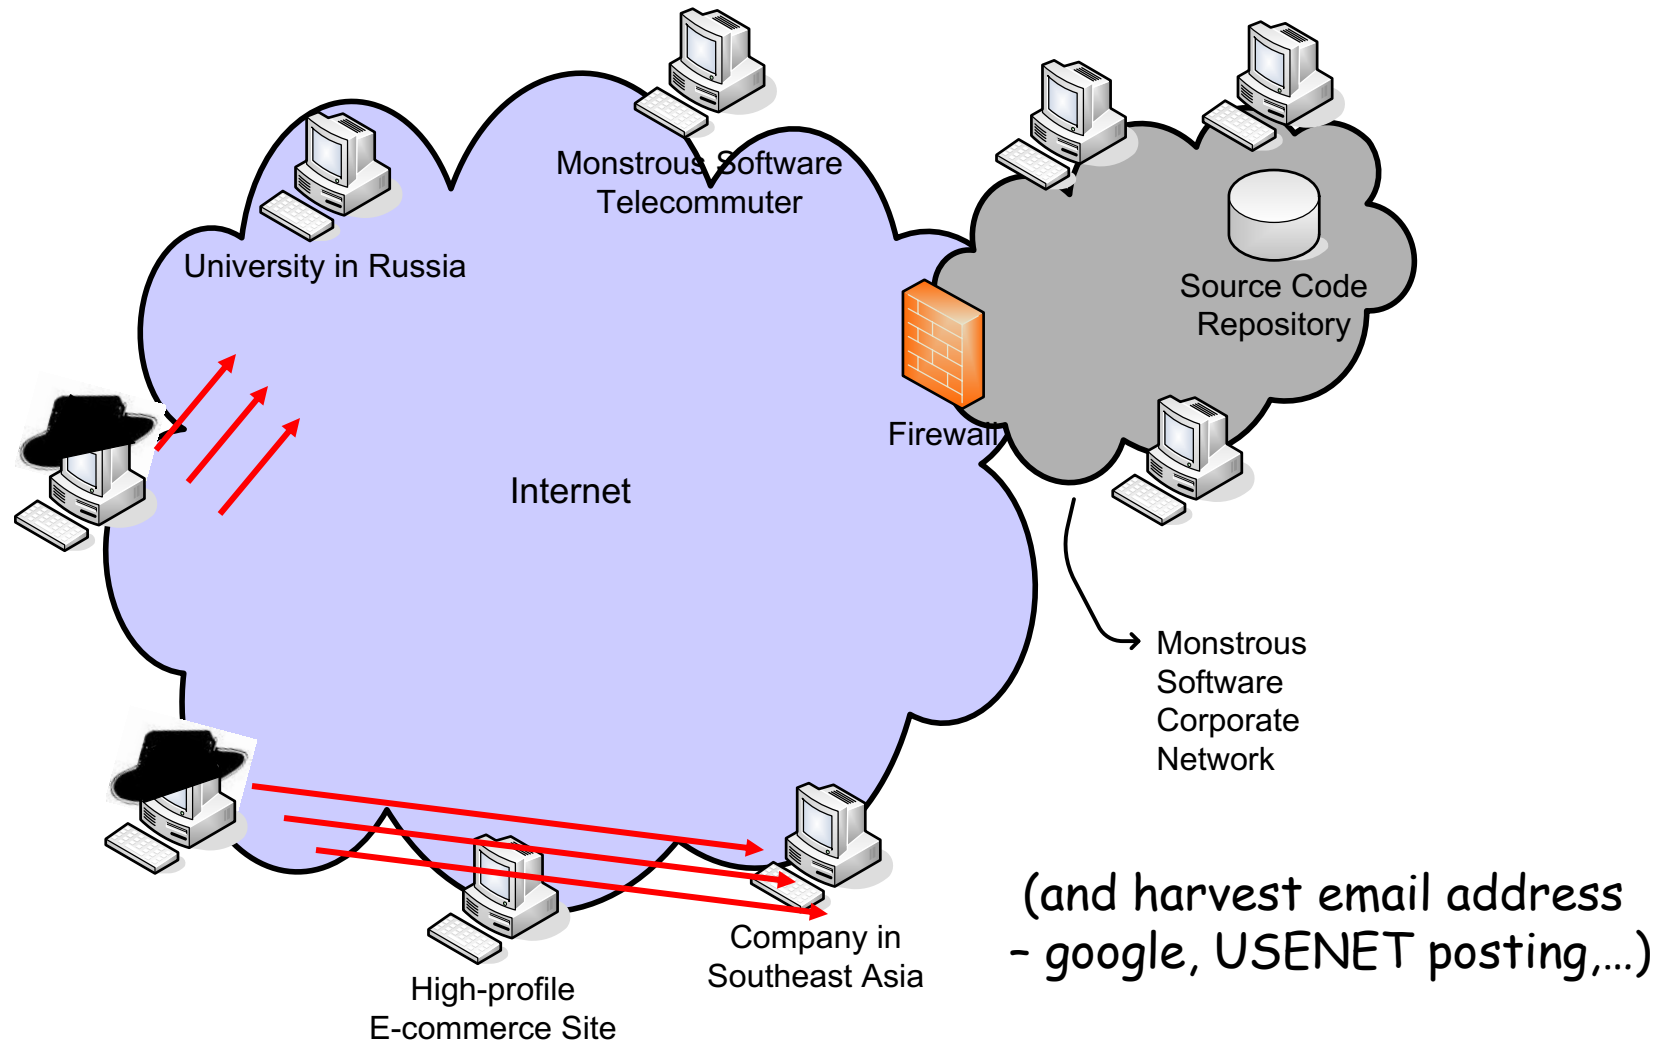 Monstrous Software
Telecommuter
University in Russia
Source Code
Repository
Firewall
Internet
Monstrous
Software
Corporate
Network
(and harvest email address
– google, USENET posting,…)
Company in
Southeast Asia
High-profile
E-commerce Site